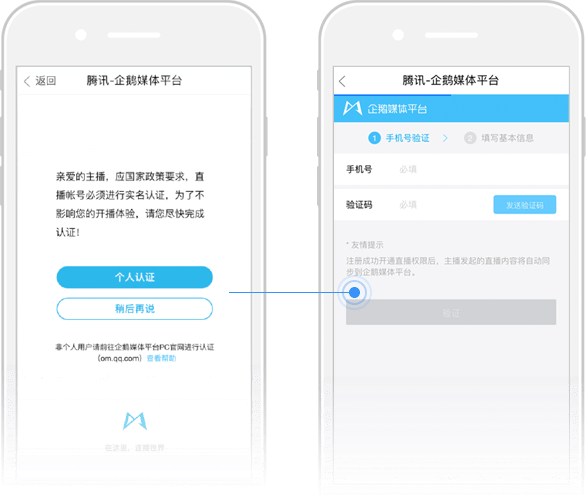 返回
腾讯-企鹅媒体平台
亲爱的主播，应国家政策要求，直
播帐号必须进行实名认证，为了不
影响您的开播体验，请您尽快完成
认证！
个人认证
稍后再说
非个人用户请前往企鹅媒体平台PC官网进行认证
(om.qq.com) 查看帮助
在这里，连接世界
腾讯-企鹅媒体平台
企鹅媒体平台
1 手机号验证
2 填写基本信息
手机号 必填
验证码 必填 发送验证码
* 友情提示
注册成功开通直播权限后，主播发起的直播内容将自动同
步到企鹅媒体平台。
验证